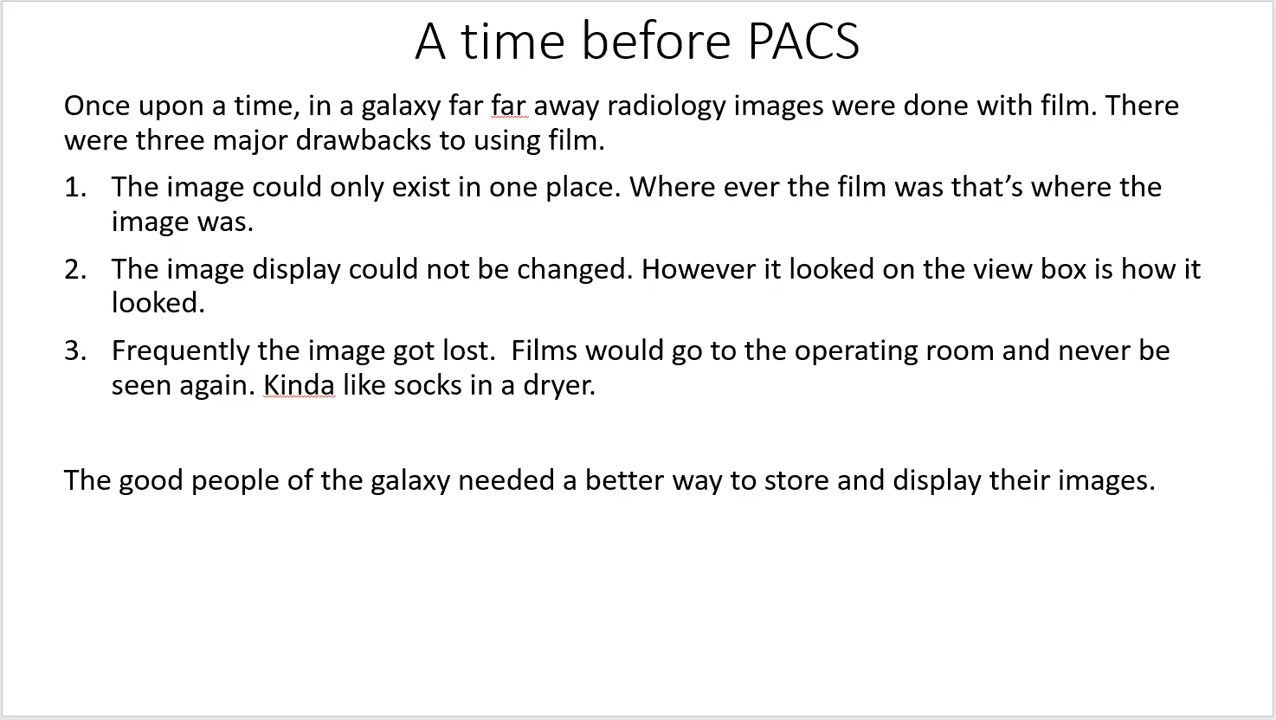 A time before PACS
Once upon a time, in a galaxy far far away radiology images were done with film. There
were three major drawbacks to using film.
1. The image could only exist in one place. Where ever the film was that’s where the
image was.
2. The image display could not be changed. However it looked on the view box is how it
looked.
3. Frequently the image got lost.  Films would go to the operating room and never be
seen again. Kinda like socks in a dryer.
The good people of the galaxy needed a better way to store and display their images.